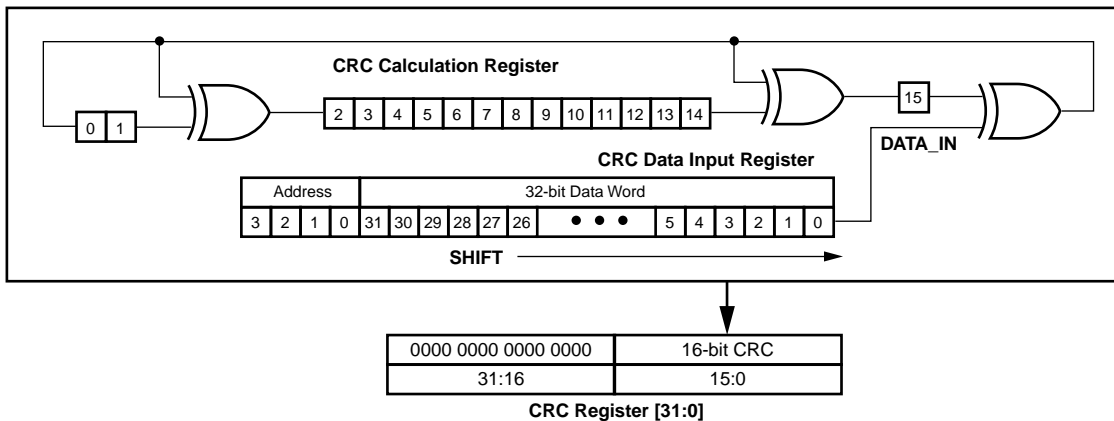 CRC Calculation Register
15
0 1
2 3 4 5 6 7 8 9 10 11 12 13 14
DATA_IN
CRC Data Input Register
Address 32-bit Data Word
3 2 1 0 31 30 29 28 27 26 • • • 5 4 3 2 1 0
SHIFT
0000 0000 0000 0000 16-bit CRC
31:16 15:0
CRC Register [31:0]